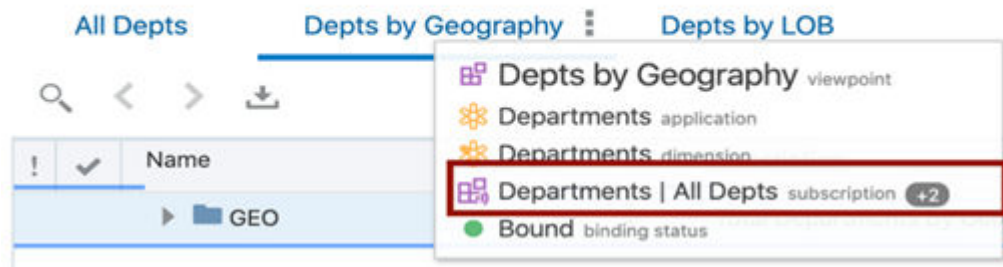 All Depts Depts by Geography Depts by LOB
Depts by Geography viewpoint
Departments application
Departments dimension
! Name
Departments | All Depts subscription +2
GEO
Bound binding status